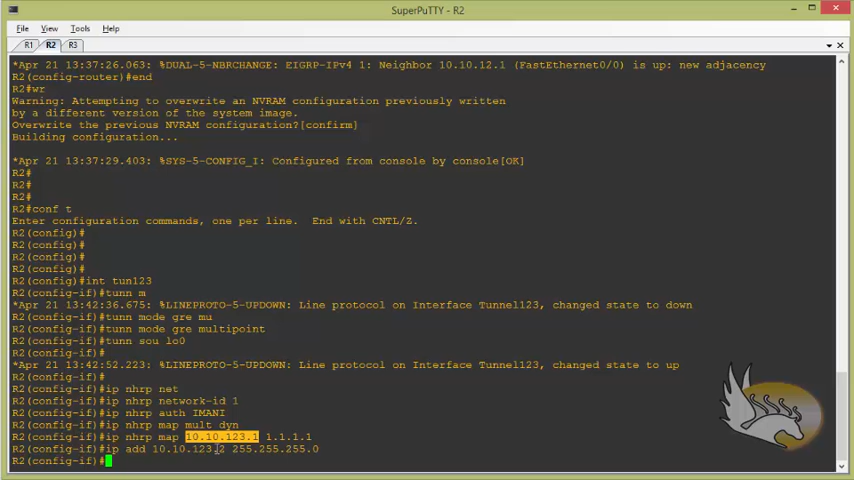 SuperPuTTY - R2
File View Tools Help
R1 R2 R3
*Apr 21 13:37:26.063: %DUAL-5-NBRCHANGE: EIGRP-IPv4 1: Neighbor 10.10.12.1 (FastEthernet0/0) is up: new adjacency
R2(config-router)#end
R2#wr
Warning: Attempting to overwrite an NVRAM configuration previously written
by a different version of the system image.
Overwrite the previous NVRAM configuration?[confirm]
Building configuration...
*Apr 21 13:37:29.403: %SYS-5-CONFIG_I: Configured from console by console[OK]
R2#
R2#
R2#
R2#conf t
Enter configuration commands, one per line.  End with CNTL/Z.
R2(config)#
R2(config)#
R2(config)#
R2(config)#
R2(config)#
R2(config)#int tun123
R2(config-if)#tunn m
*Apr 21 13:42:36.675: %LINEPROTO-5-UPDOWN: Line protocol on Interface Tunnel123, changed state to down
R2(config-if)#tunn mode gre mu
R2(config-if)#tunn mode gre multipoint
R2(config-if)#tunn sou lo0
R2(config-if)#
*Apr 21 13:42:52.223: %LINEPROTO-5-UPDOWN: Line protocol on Interface Tunnel123, changed state to up
R2(config-if)#
R2(config-if)#ip nhrp net
R2(config-if)#ip nhrp network-id 1
R2(config-if)#ip nhrp auth IMANI
R2(config-if)#ip nhrp map mult dyn
R2(config-if)#ip nhrp map 10.10.123.1 1.1.1.1
R2(config-if)#ip add 10.10.123.2 255.255.255.0
R2(config-if)#